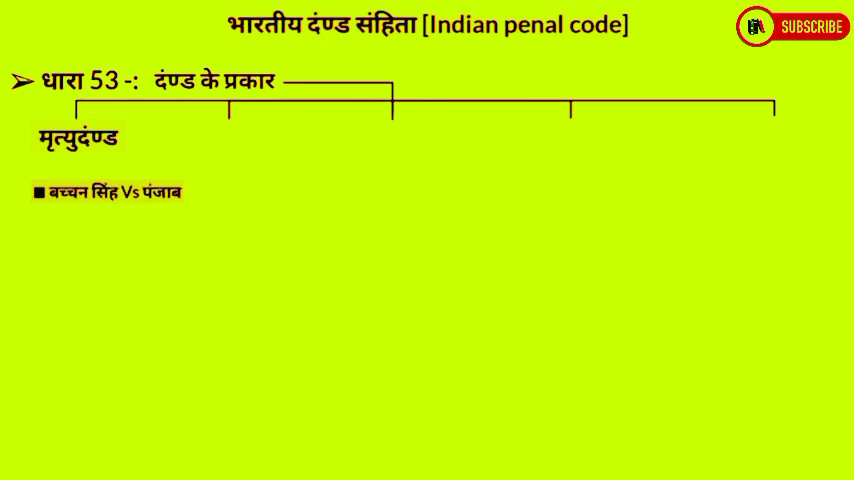 भारतीय दंण्ड संहिता [Indian penal code]
SUBSCRIBE
➢ धारा 53 -: दंण्ड के प्रकार
मृत्युदंण्ड
■ बच्चन सिंह Vs पंजाब